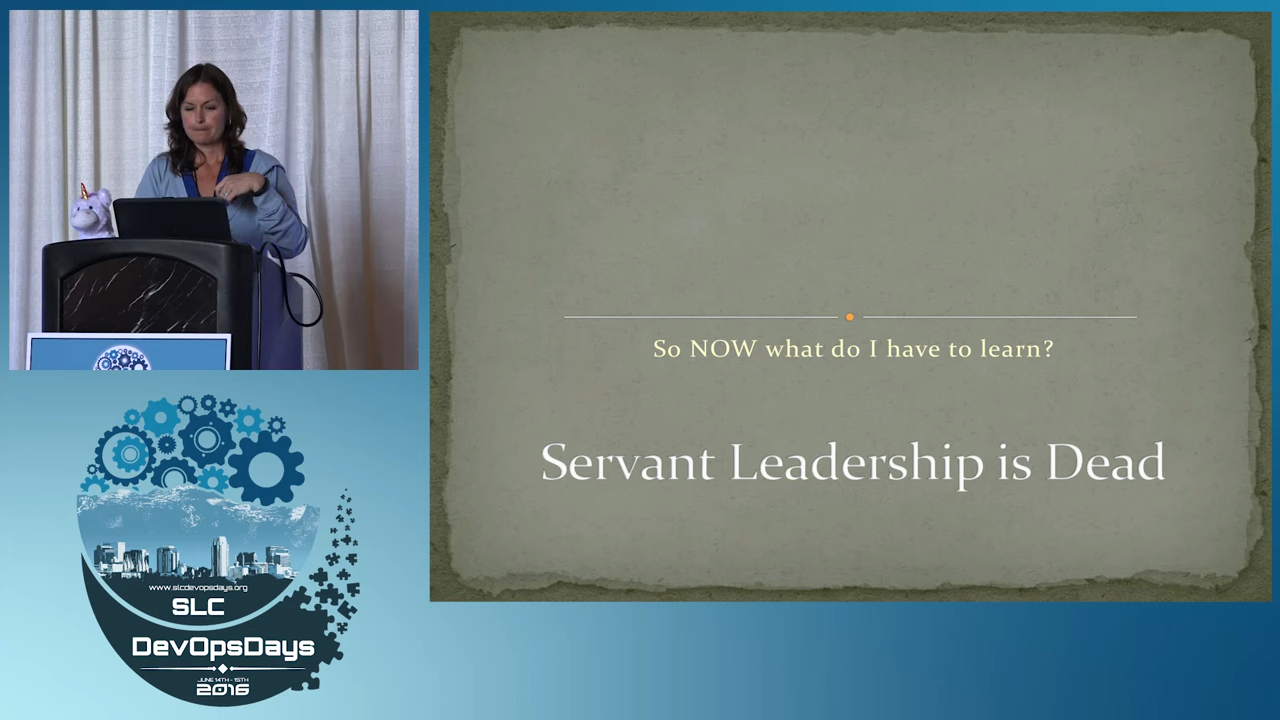 So NOW what do I have to learn?
Servant Leadership is Dead
www.slcdevopsdays.org
SLC
DevOpsDays
JUNE 14TH - 15TH
2016